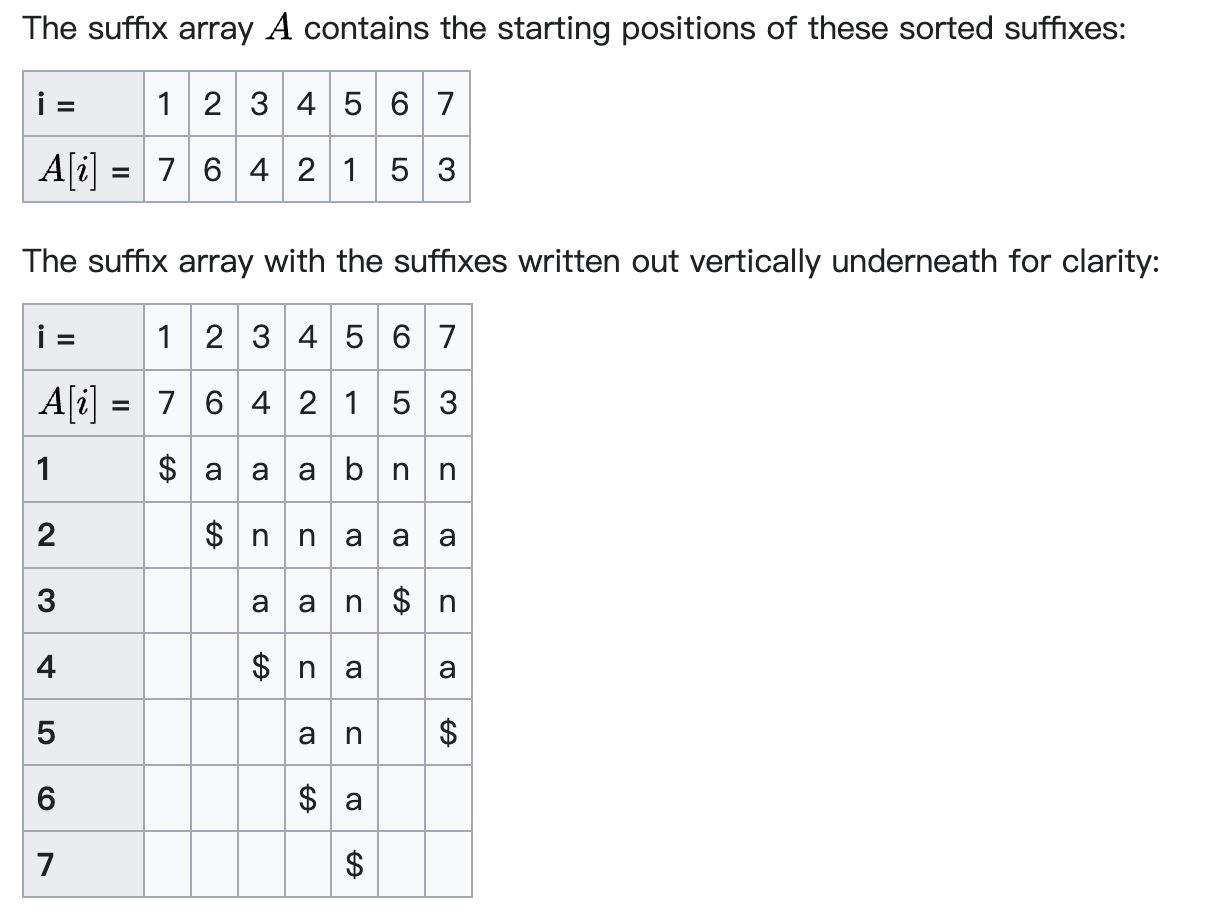 The suffix array A contains the starting positions of these sorted suffixes:
i = 1 2 3 4 5 6 7
A[i] = 7 6 4 2 1 5 3
The suffix array with the suffixes written out vertically underneath for clarity:
i = 1 2 3 4 5 6 7
A[i] = 7 6 4 2 1 5 3
1 $ a a a b n n
2 $ n n a a a
3 a a n $ n
4 $ n a a
5 a n $
6 $ a
7 $